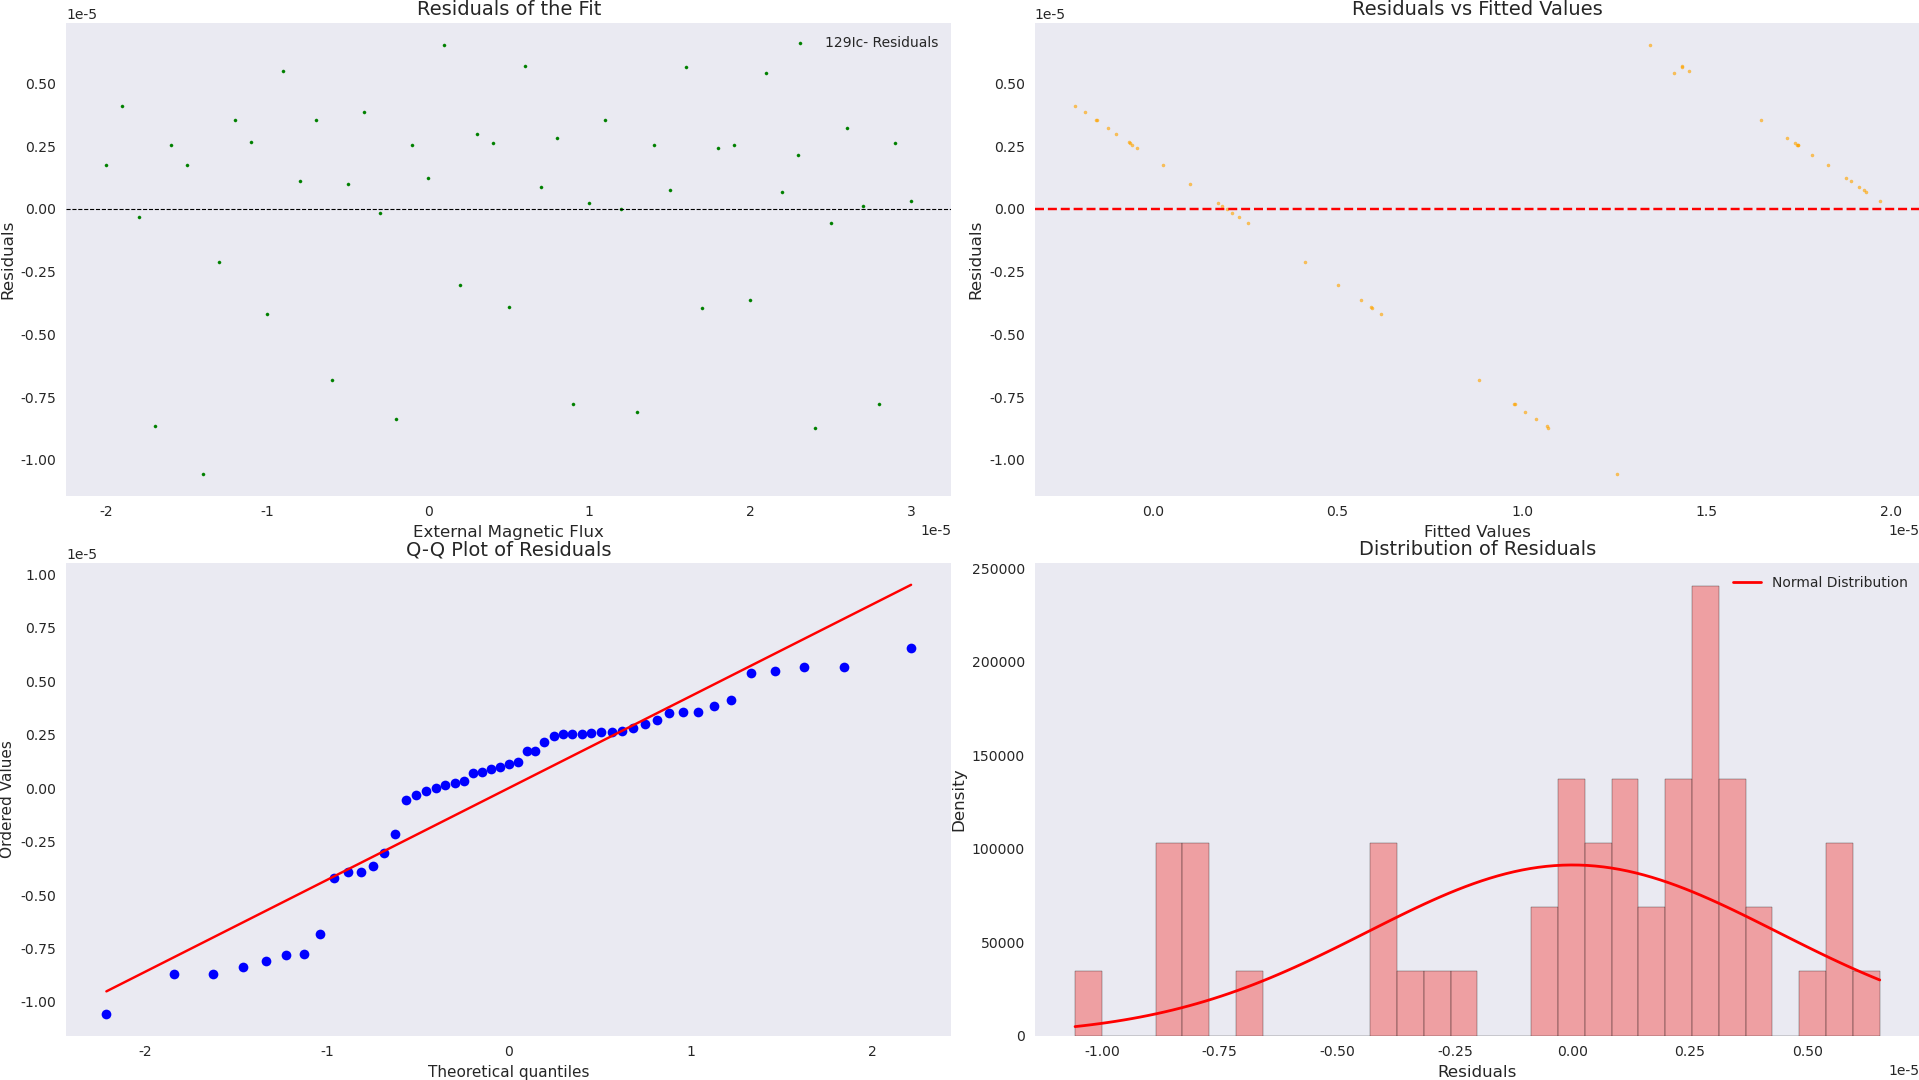 Residuals of the Fit
1e-5
129Ic- Residuals
0.50
0.25
0.00
-0.25
-0.50
-0.75
-1.00
Residuals
-2
-1
0
1
2
3
1e-5
External Magnetic Flux
Residuals vs Fitted Values
1e-5
0.50
0.25
0.00
-0.25
-0.50
-0.75
-1.00
Residuals
0.0
0.5
1.0
1.5
2.0
1e-5
Fitted Values
Q-Q Plot of Residuals
1e-5
1.00
0.75
0.50
0.25
0.00
-0.25
-0.50
-0.75
-1.00
Ordered Values
-2
-1
0
1
2
Theoretical quantiles
Distribution of Residuals
Normal Distribution
250000
200000
150000
100000
50000
0
Density
-1.00
-0.75
-0.50
-0.25
0.00
0.25
0.50
1e-5
Residuals